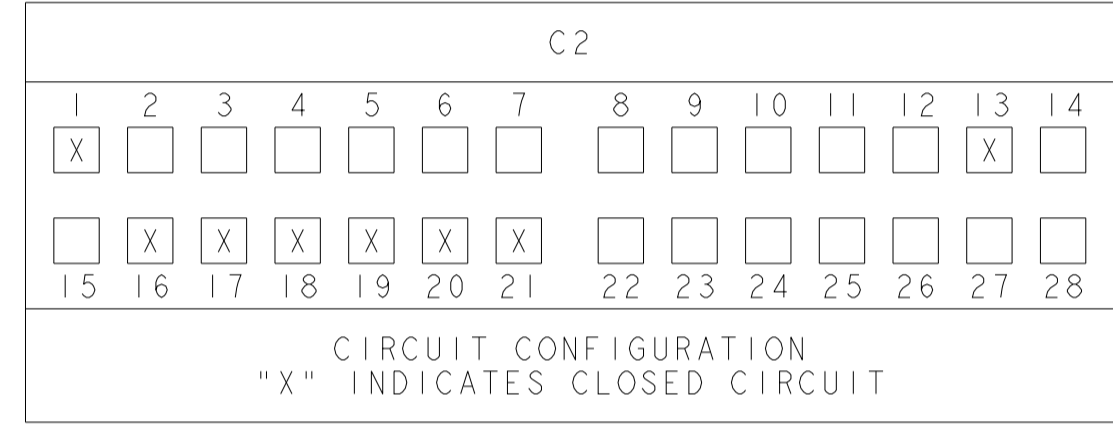 C2
1 2 3 4 5 6 7 8 9 10 11 12 13 14
X X
X X X X X X
15 16 17 18 19 20 21 22 23 24 25 26 27 28
CIRCUIT CONFIGURATION
"X" INDICATES CLOSED CIRCUIT